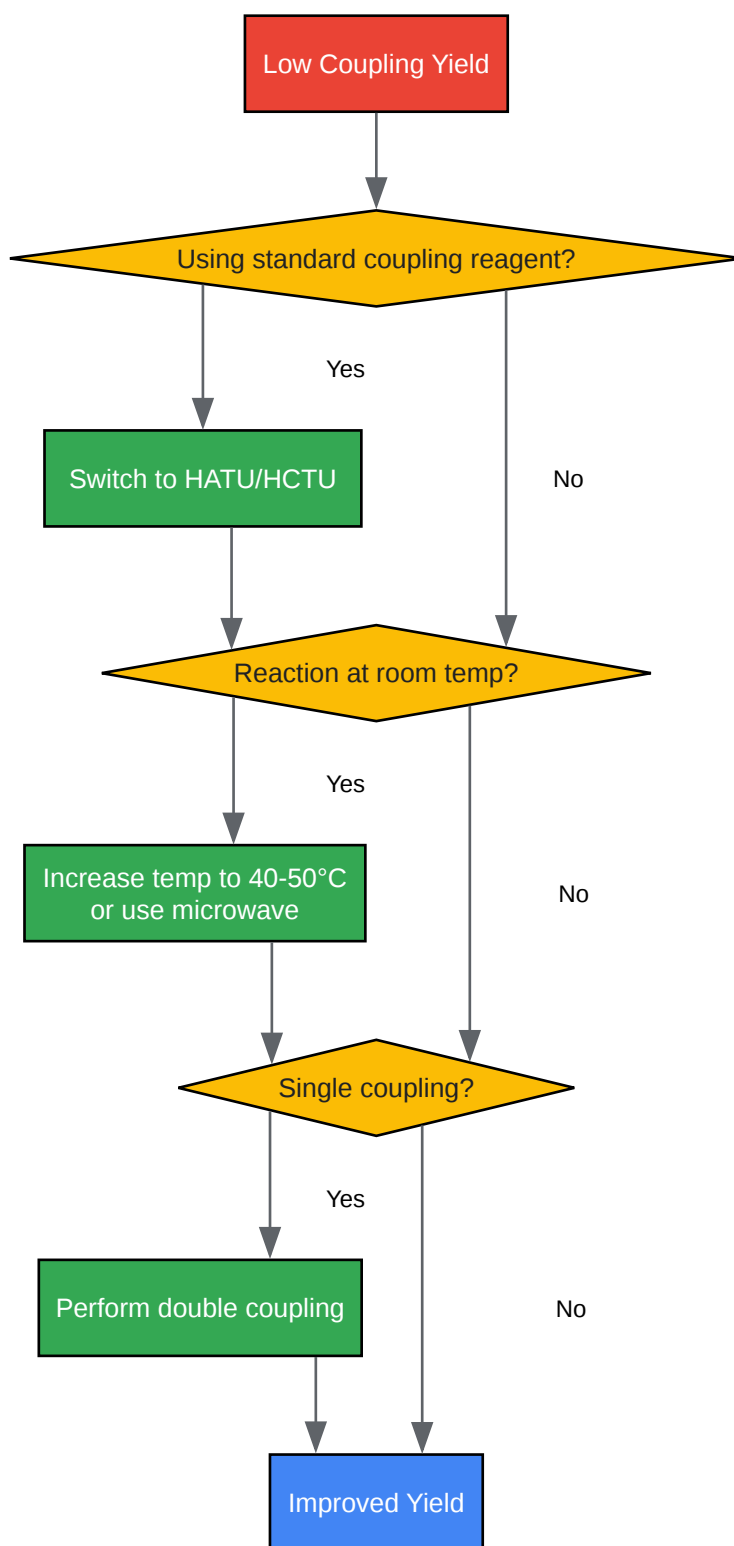 Low Coupling Yield
Using standard coupling reagent?
Yes
Switch to HATU/HCTU
No
Reaction at room temp?
Yes
Increase temp to 40-50°C
or use microwave
No
Single coupling?
Yes
Perform double coupling
No
Improved Yield